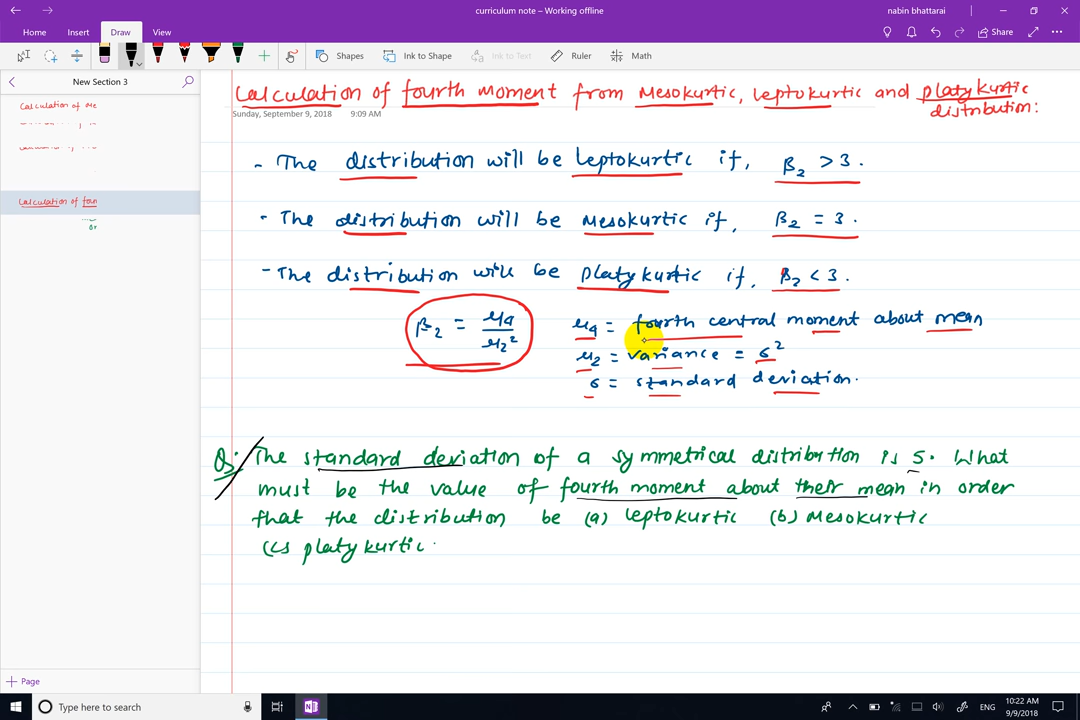 curriculum note – Working offline
nabin bhattarai
Home Insert Draw View
Share
Shapes Ink to Shape Ink to Text Ruler Math
New Section 3
Calculation of Me
Calculation of fourth moment from Mesokurtic, Leptokurtic and platykurtic
distribution:
Sunday, September 9, 2018 9:09 AM
- The distribution will be leptokurtic if, β₂ > 3.
- The distribution will be Mesokurtic if, β₂ = 3.
Calculation of foun
- The distribution will be platykurtic if, β₂ < 3.
β₂ = μ₄/μ₂²
μ₄ = fourth central moment about mean
μ₂ = variance = σ²
σ = standard deviation.
Q: The standard deviation of a symmetrical distribution is 5. What
must be the value of fourth moment about their mean in order
that the distribution be (a) Leptokurtic (b) Mesokurtic
(c) platykurtic.
+ Page
Type here to search
ENG
10:22 AM
9/9/2018